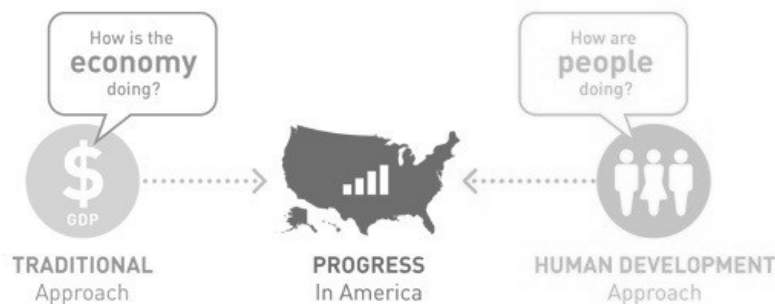 How is the
economy
doing?
$
GDP
TRADITIONAL
Approach
PROGRESS
In America
How are
people
doing?
HUMAN DEVELOPMENT
Approach